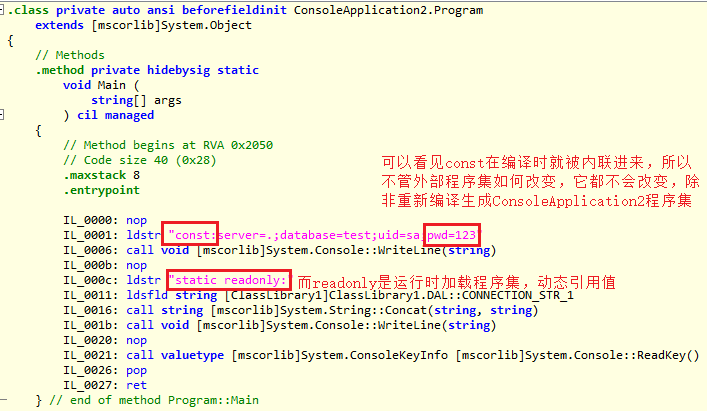 .class private auto ansi beforefieldinit ConsoleApplication2.Program
extends [mscorlib]System.Object
{
// Methods
.method private hidebysig static
void Main (
string[] args
) cil managed
{
// Method begins at RVA 0x2050
// Code size 40 (0x28)
.maxstack 8
.entrypoint
可以看见const在编译时就被内联进来，所以
不管外部程序集如何改变，它都不会改变，除
非重新编译生成ConsoleApplication2程序集
IL_0000: nop
IL_0001: ldstr "const:server=.;database=test;uid=sa;pwd=123"
IL_0006: call void [mscorlib]System.Console::WriteLine(string)
IL_000b: nop
IL_000c: ldstr "static readonly:" 而readonly是运行时加载程序集，动态引用值
IL_0011: ldsfld string [ClassLibrary1]ClassLibrary1.DAL::CONNECTION_STR_1
IL_0016: call string [mscorlib]System.String::Concat(string, string)
IL_001b: call void [mscorlib]System.Console::WriteLine(string)
IL_0020: nop
IL_0021: call valuetype [mscorlib]System.ConsoleKeyInfo [mscorlib]System.Console::ReadKey()
IL_0026: pop
IL_0027: ret
} // end of method Program::Main